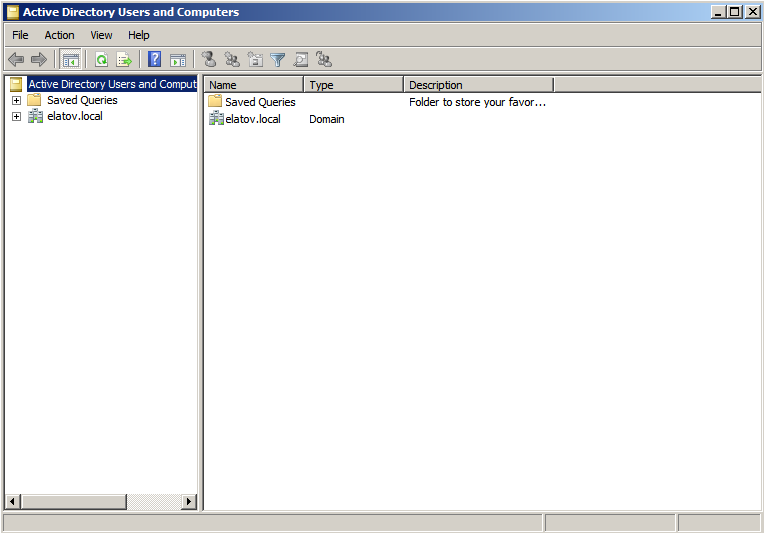 Active Directory Users and Computers
File Action View Help
Active Directory Users and Comput
Saved Queries
elatov.local
Name Type Description
Saved Queries Folder to store your favor...
elatov.local Domain